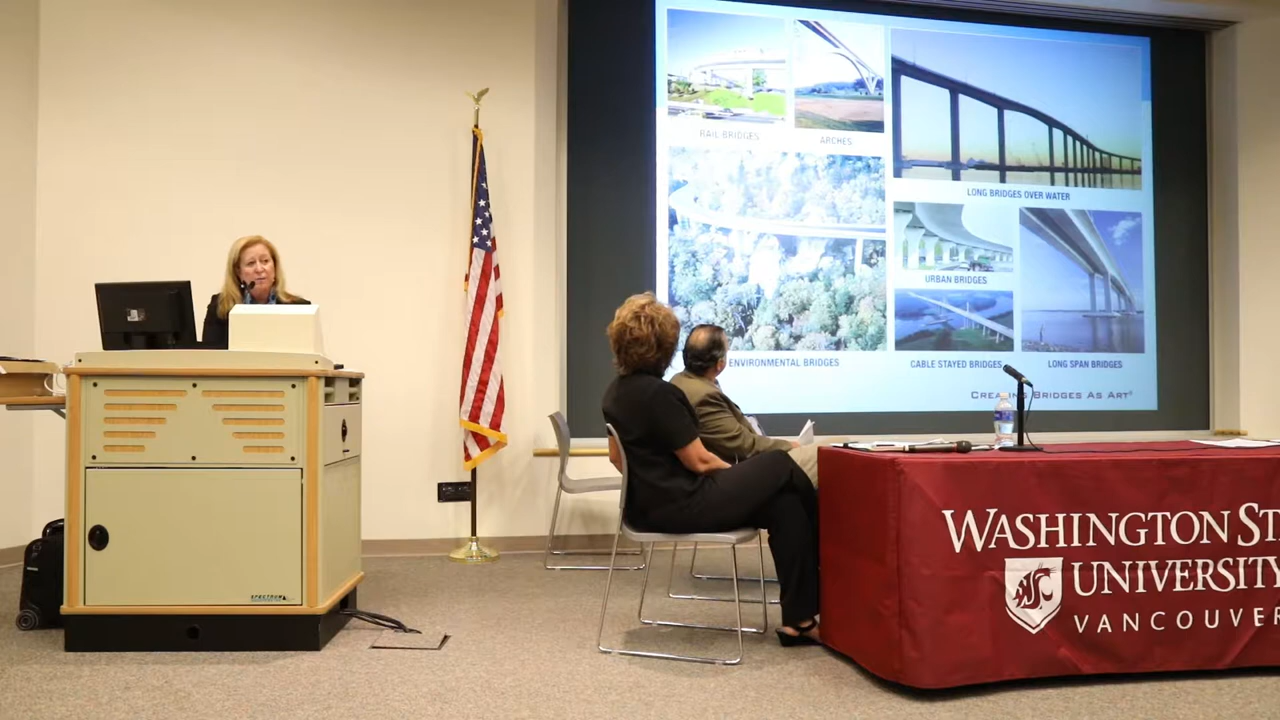 RAIL BRIDGES
ARCHES
LONG BRIDGES OVER WATER
URBAN BRIDGES
ENVIRONMENTAL BRIDGES
CABLE STAYED BRIDGES
LONG SPAN BRIDGES
BRIDGES AS ART®
SPECTRUM
WASHINGTON ST
UNIVERSITY
VANCOUVER